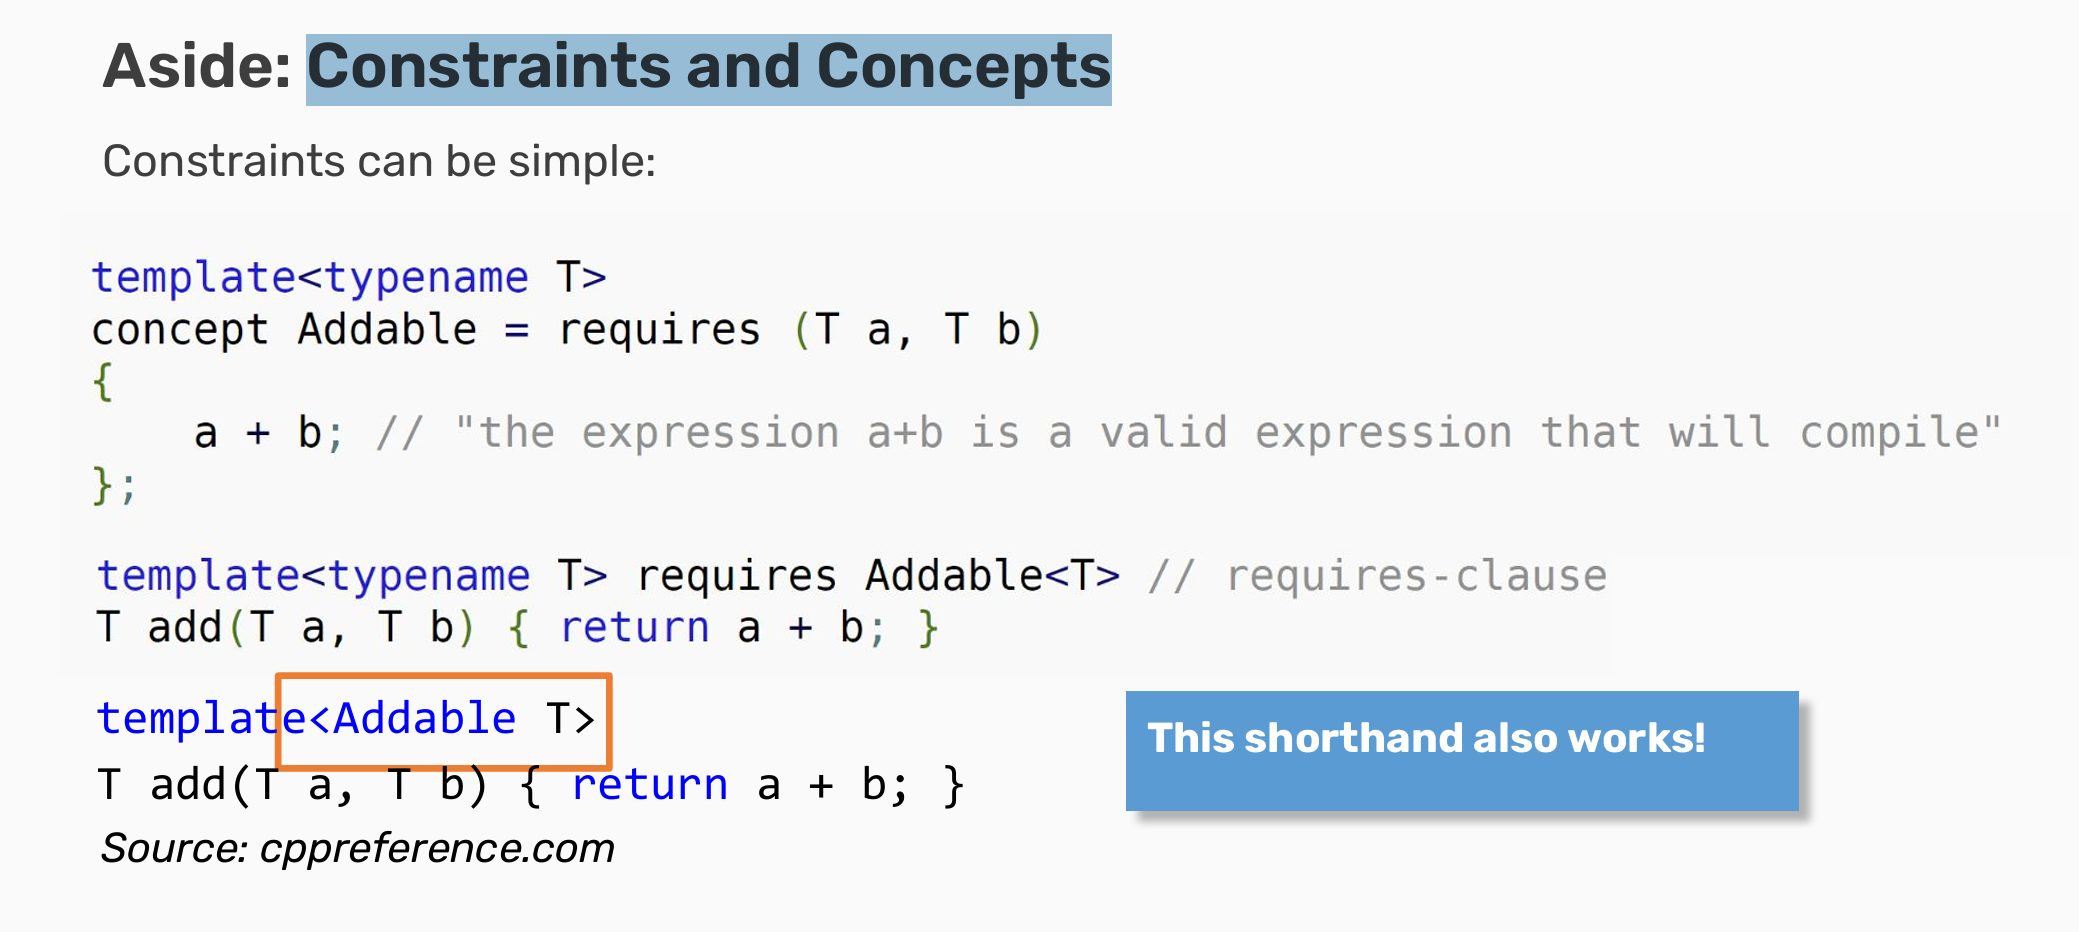 Aside: Constraints and Concepts
Constraints can be simple:
template<typename T>
concept Addable = requires (T a, T b)
{
    a + b; // "the expression a+b is a valid expression that will compile"
};
template<typename T> requires Addable<T> // requires-clause
T add(T a, T b) { return a + b; }
template<Addable T>
This shorthand also works!
T add(T a, T b) { return a + b; }
Source: cppreference.com